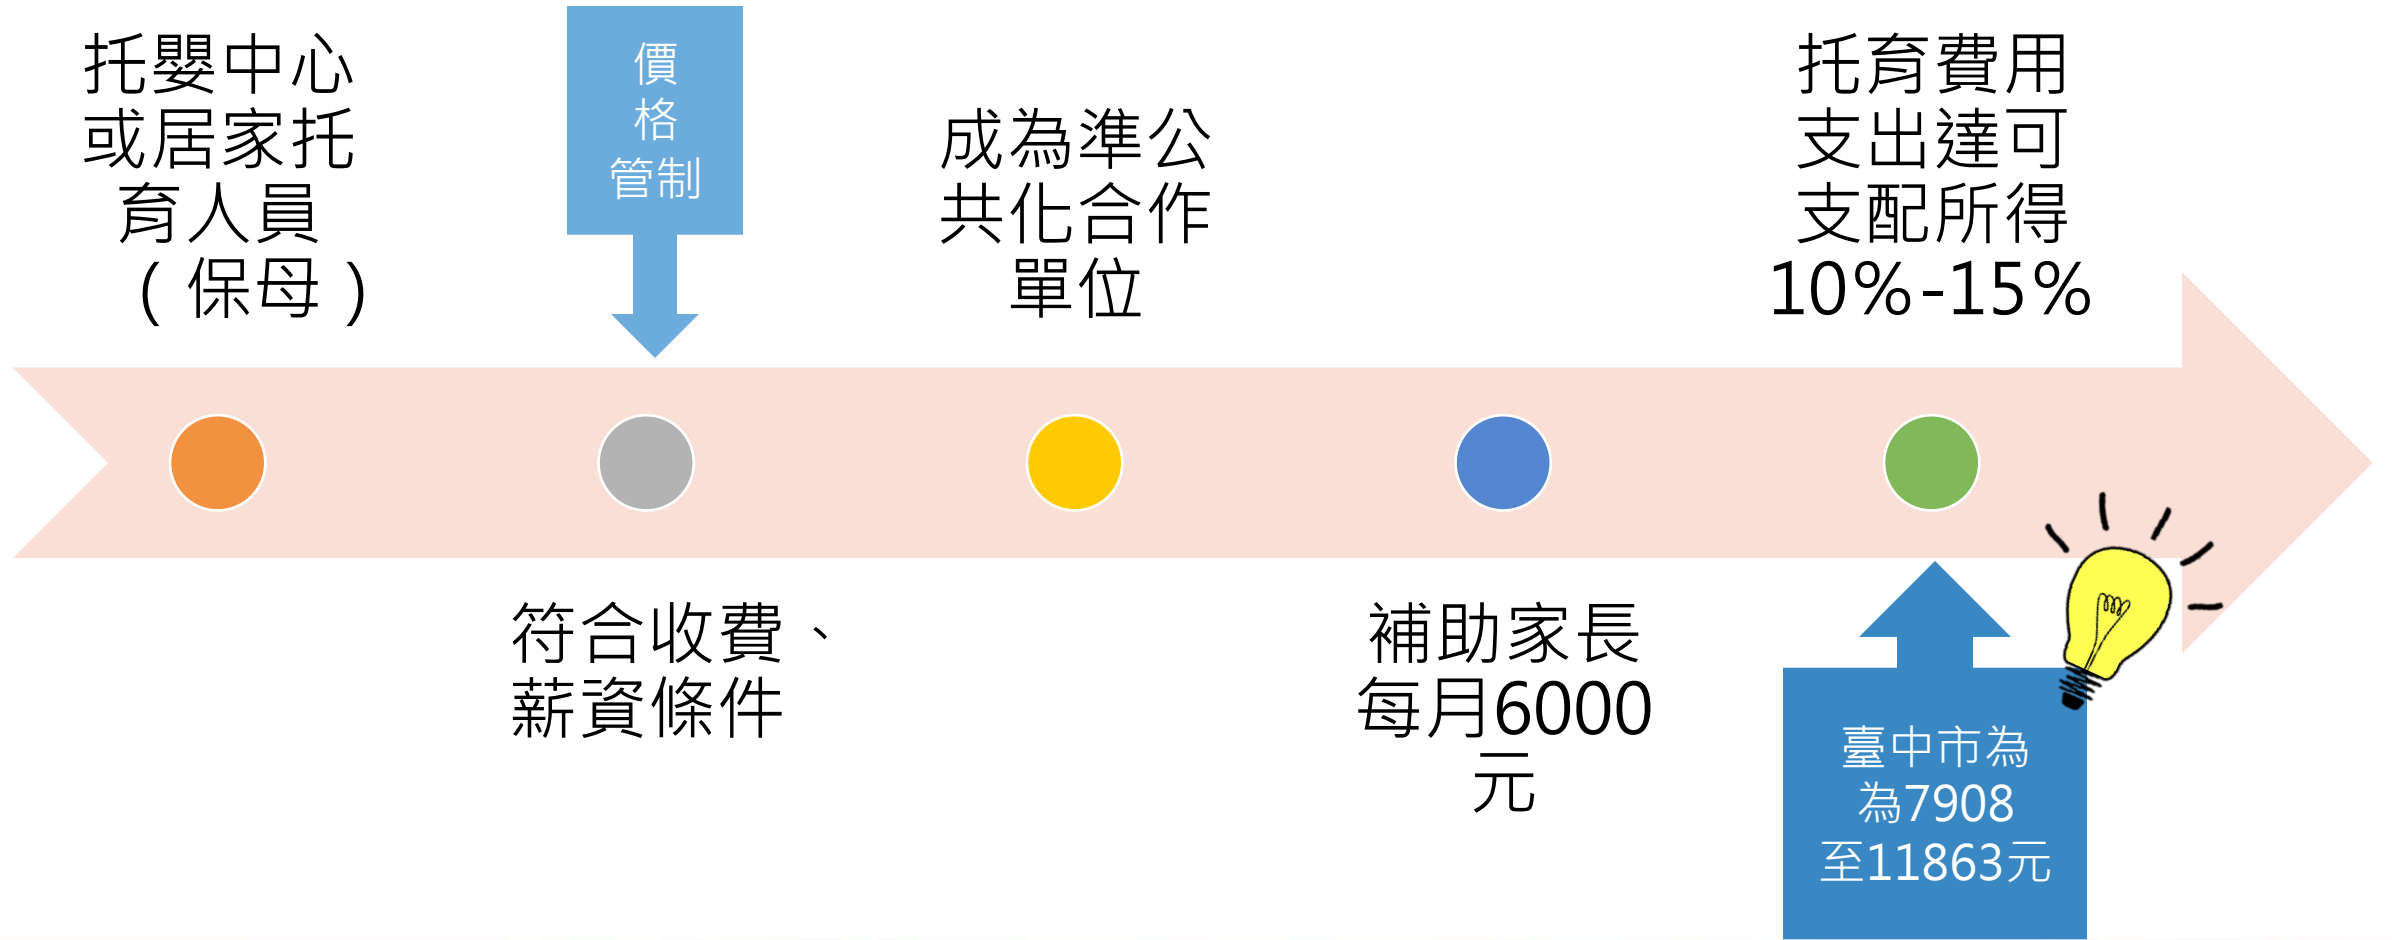 托嬰中心
或居家托
育人員
（保母）
價
格
管制
符合收費、
薪資條件
成為準公
共化合作
單位
補助家長
每月6000
元
托育費用
支出達可
支配所得
10%-15%
臺中市為
為7908
至11863元